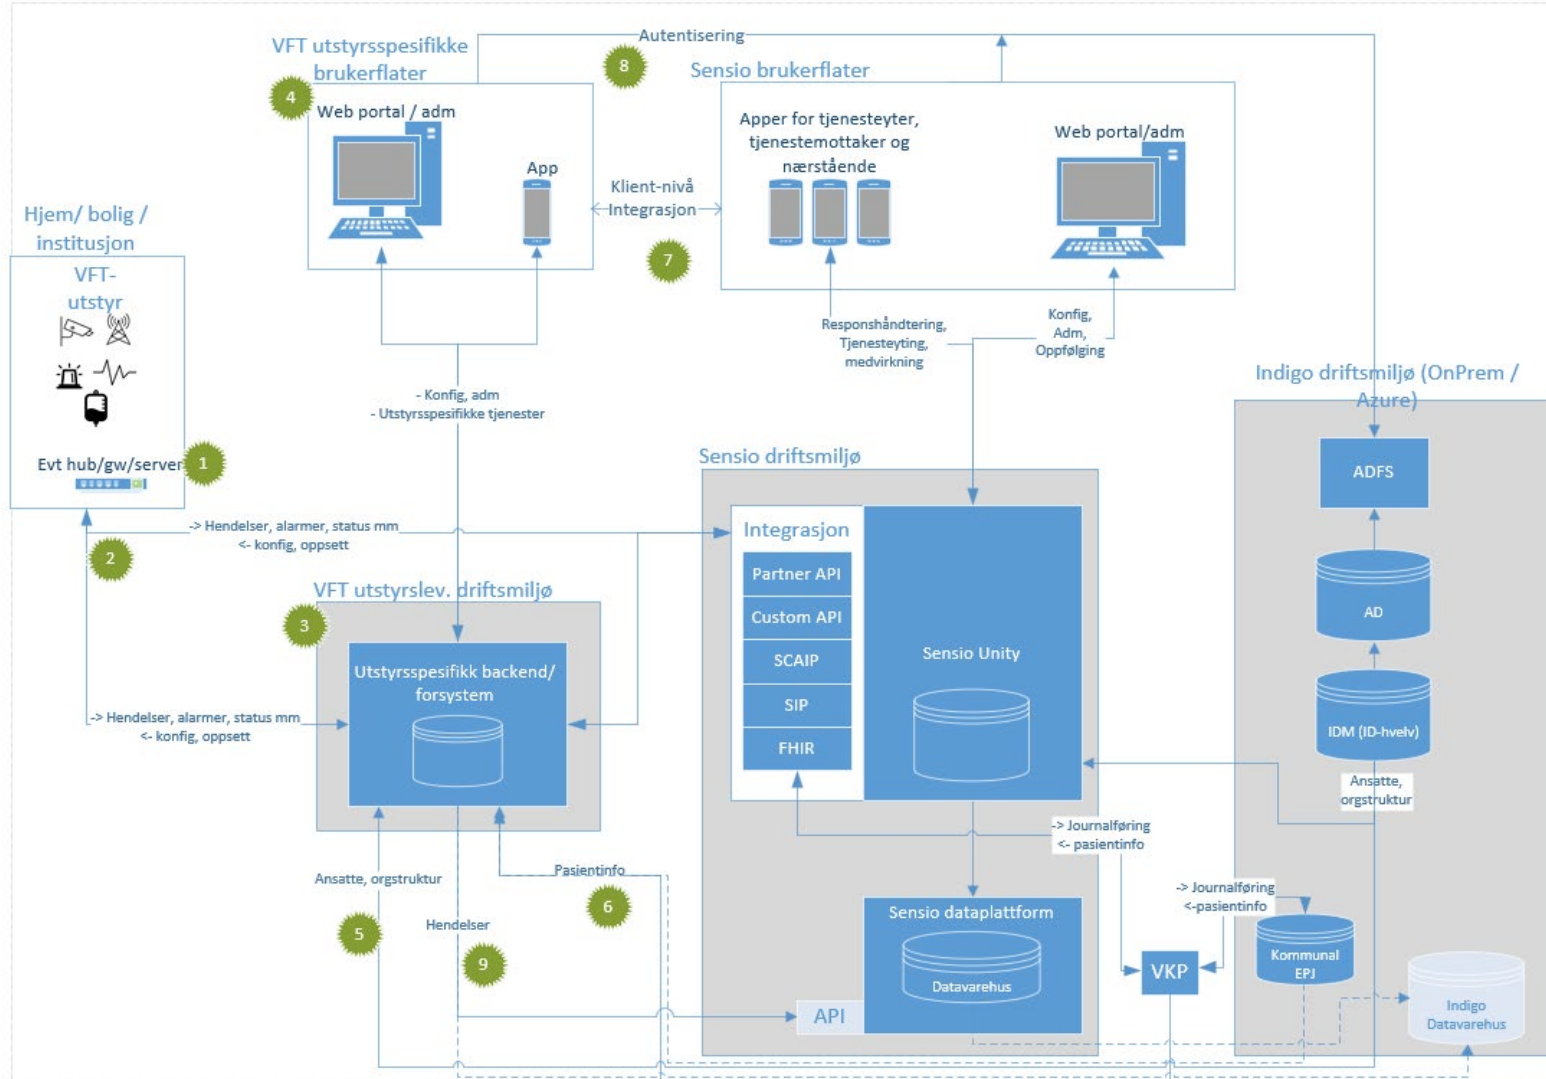 VFT utstyrsspesifikke
brukerflater
4
Web portal / adm
App
Autentisering
8
Sensio brukerflater
Apper for tjenesteyter,
tjenestemottaker og
nærstående
Web portal/adm
Klient-nivå
Integrasjon
7
Hjem/ bolig /
institusjon
VFT-
utstyr
Evt hub/gw/server
1
Responshåndtering,
Tjenesteyting,
medvirkning
Konfig,
Adm,
Oppfølging
- Konfig, adm
- Utstyrsspesifikke tjenester
Indigo driftsmiljø (OnPrem /
Azure)
ADFS
AD
IDM (ID-hvelv)
Ansatte,
orgstruktur
-> Hendelser, alarmer, status mm
<- konfig, oppsett
2
Sensio driftsmiljø
Integrasjon
Partner API
Custom API
SCAIP
SIP
FHIR
Sensio Unity
VFT utstyrslev. driftsmiljø
3
Utstyrsspesifikk backend/
forsystem
-> Hendelser, alarmer, status mm
<- konfig, oppsett
-> Journalføring
<- pasientinfo
Ansatte, orgstruktur
5
Pasientinfo
6
Hendelser
9
Sensio dataplattform
Datavarehus
API
VKP
-> Journalføring
<-pasientinfo
Kommunal
EPJ
Indigo
Datavarehus